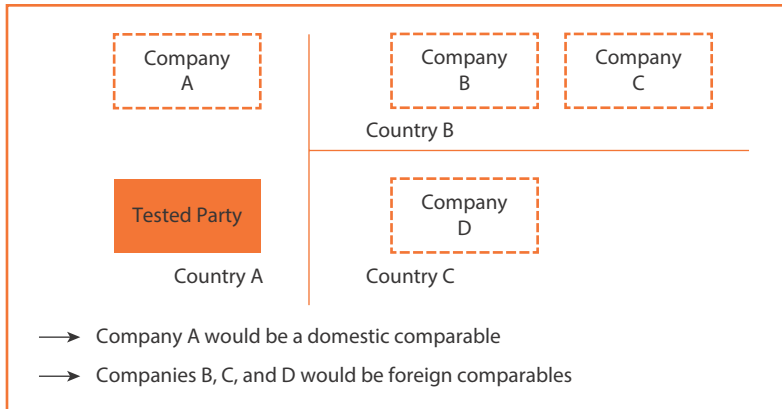 Company
A
Company
B
Company
C
Country B
Tested Party
Company
D
Country A
Country C
Company A would be a domestic comparable
Companies B, C, and D would be foreign comparables